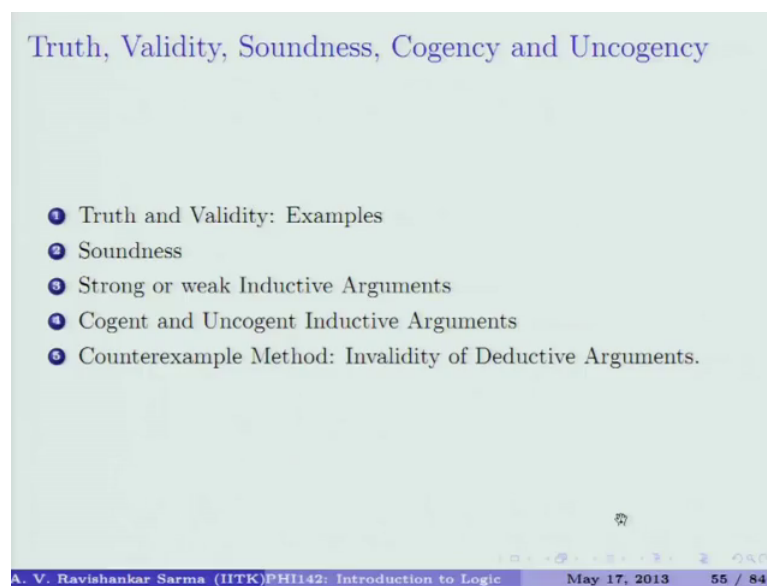 Truth, Validity, Soundness, Cogency and Uncogency
1 Truth and Validity: Examples
2 Soundness
3 Strong or weak Inductive Arguments
4 Cogent and Uncogent Inductive Arguments
5 Counterexample Method: Invalidity of Deductive Arguments.
A. V. Ravishankar Sarma (IITK) PHI142: Introduction to Logic May 17, 2013 55 / 84